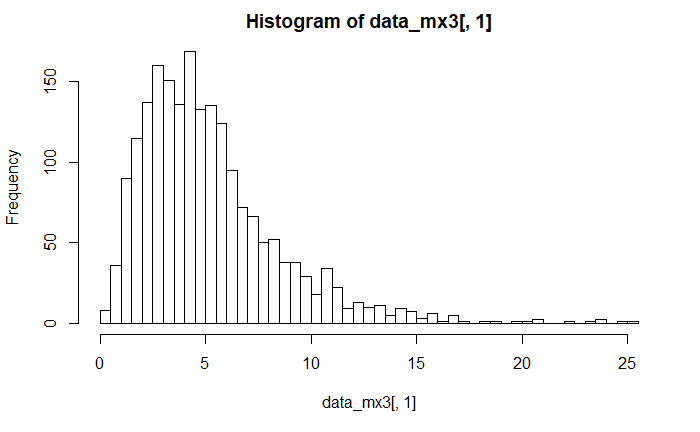 Histogram of data_mx3[, 1]
Frequency
150
100
50
0
0 5 10 15 20 25
data_mx3[, 1]